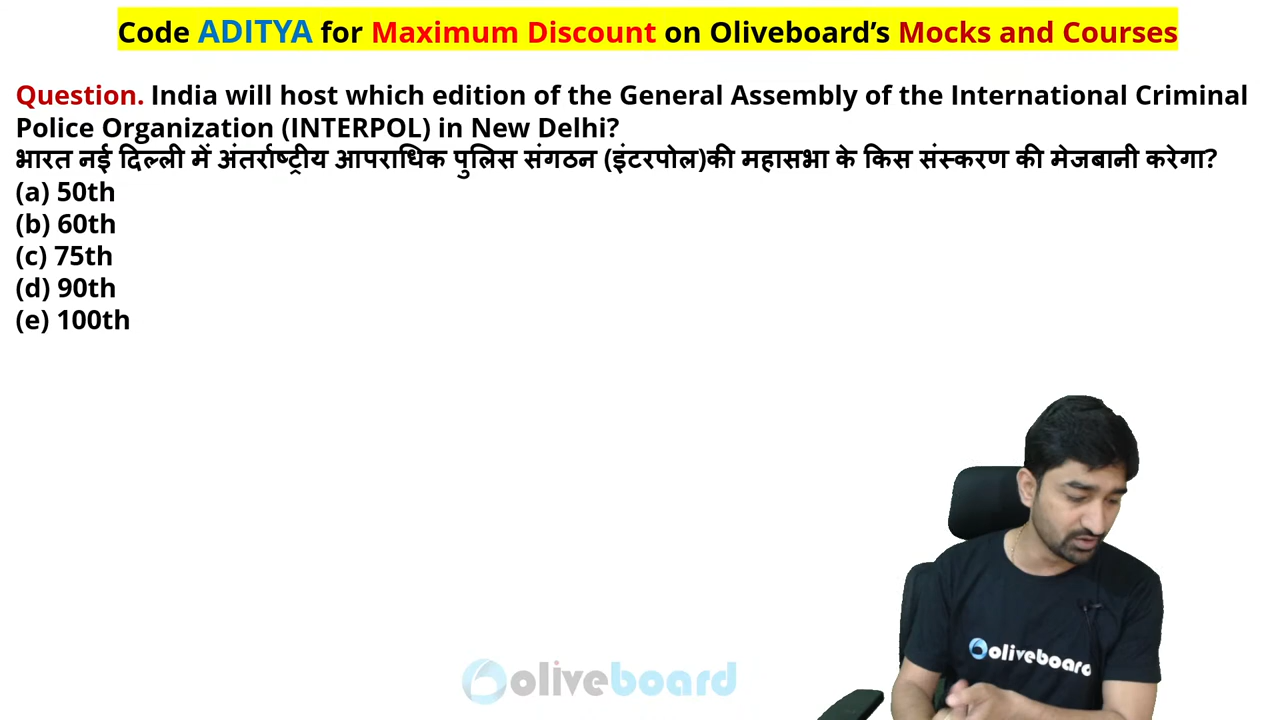 Code ADITYA for Maximum Discount on Oliveboard’s Mocks and Courses
Question. India will host which edition of the General Assembly of the International Criminal
Police Organization (INTERPOL) in New Delhi?
भारत नई दिल्ली में अंतर्राष्ट्रीय आपराधिक पुलिस संगठन (इंटरपोल)की महासभा के किस संस्करण की मेजबानी करेगा?
(a) 50th
(b) 60th
(c) 75th
(d) 90th
(e) 100th
oliveboard
oliveboard